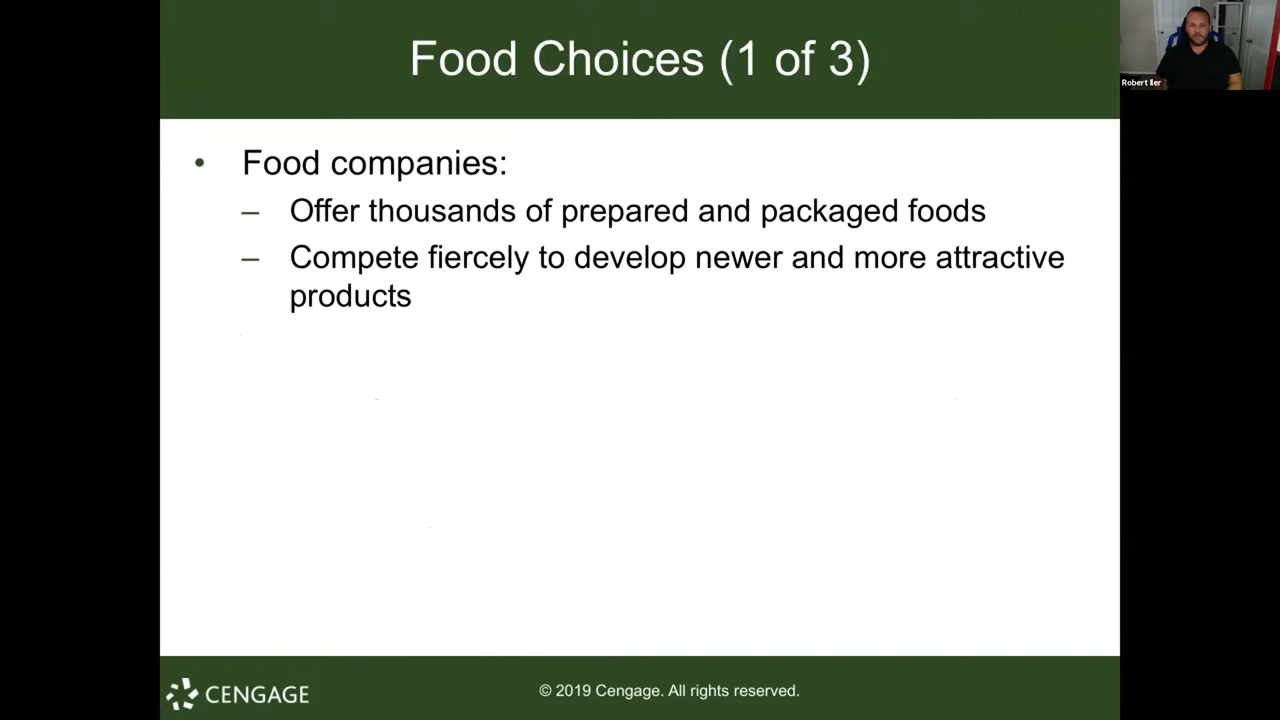 Food Choices (1 of 3)
Robert Iler
• Food companies:
– Offer thousands of prepared and packaged foods
– Compete fiercely to develop newer and more attractive
products
CENGAGE
© 2019 Cengage. All rights reserved.